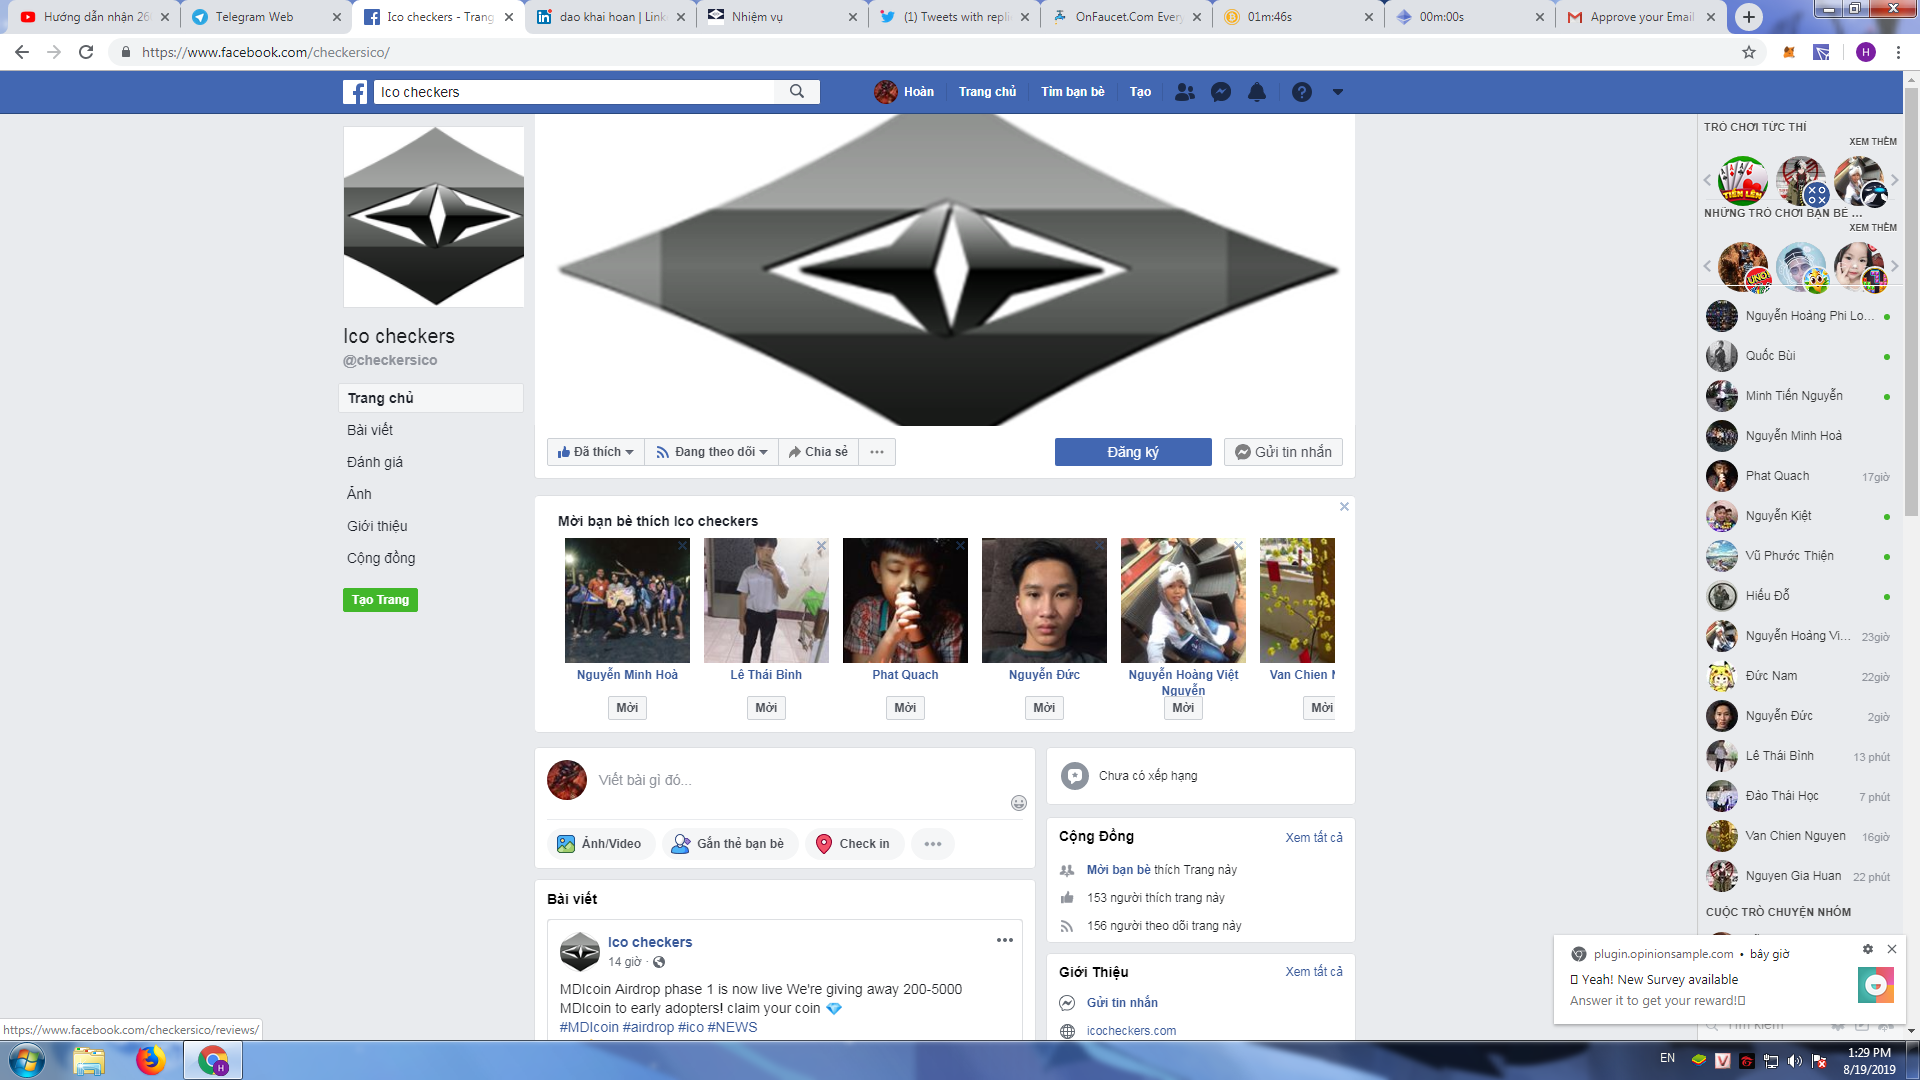 Hướng dẫn nhận 26
Telegram Web
Ico checkers - Trang
dao khai hoan | Link
Nhiệm vụ
(1) Tweets with repli
OnFaucet.Com Every
01m:46s
00m:00s
Approve your Email
https://www.facebook.com/checkersico/
H
Ico checkers
Hoàn
Trang chủ
Tìm bạn bè
Tạo
Ico checkers
@checkersico
Trang chủ
Bài viết
Đánh giá
Ảnh
Giới thiệu
Cộng đồng
Tạo Trang
Đã thích
Đang theo dõi
Chia sẻ
Đăng ký
Gửi tin nhắn
Mời bạn bè thích Ico checkers
Nguyễn Minh Hoà
Lê Thái Bình
Phat Quach
Nguyễn Đức
Nguyễn Hoàng Việt Nguyễn
Van Chien
Mời
Mời
Mời
Mời
Mời
Mời
Viết bài gì đó...
Ảnh/Video
Gắn thẻ bạn bè
Check in
Bài viết
Ico checkers
14 giờ ·
MDIcoin Airdrop phase 1 is now live We're giving away 200-5000
MDIcoin to early adopters! claim your coin 💎
#MDIcoin #airdrop #ico #NEWS
Chưa có xếp hạng
Cộng Đồng
Xem tất cả
Mời bạn bè thích Trang này
153 người thích trang này
156 người theo dõi trang này
Giới Thiệu
Xem tất cả
Gửi tin nhắn
icocheckers.com
TRÒ CHƠI TỨC THÌ
XEM THÊM
TIẾN LÊN
NHỮNG TRÒ CHƠI BẠN BÈ ...
XEM THÊM
UNO
Nguyễn Hoàng Phi Lo...
Quốc Bùi
Minh Tiến Nguyễn
Nguyễn Minh Hoà
Phat Quach 17giờ
Nguyễn Kiệt
Vũ Phước Thiện
Hiếu Đỗ
Nguyễn Hoàng Vi... 23giờ
Đức Nam 22giờ
Nguyễn Đức 2giờ
Lê Thái Bình 13 phút
Đào Thái Học 7 phút
Van Chien Nguyen 16giờ
Nguyen Gia Huan 22 phút
CUỘC TRÒ CHUYỆN NHÓM
plugin.opinionsample.com • bây giờ
Yeah! New Survey available
Answer it to get your reward!
Tìm kiếm
https://www.facebook.com/checkersico/reviews/
H
EN
V
1:29 PM
8/19/2019